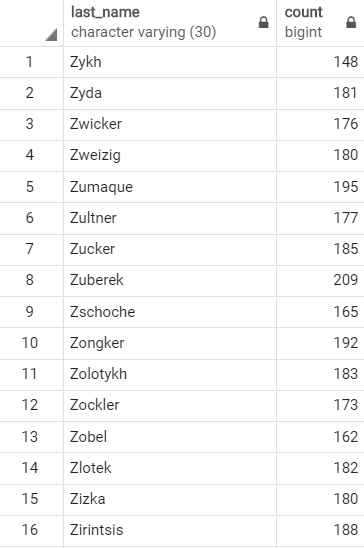 last_name count
character varying (30) bigint
1 Zykh 148
2 Zyda 181
3 Zwicker 176
4 Zweizig 180
5 Zumaque 195
6 Zultner 177
7 Zucker 185
8 Zuberek 209
9 Zschoche 165
10 Zongker 192
11 Zolotykh 183
12 Zockler 173
13 Zobel 162
14 Zlotek 182
15 Zizka 180
16 Zirintsis 188